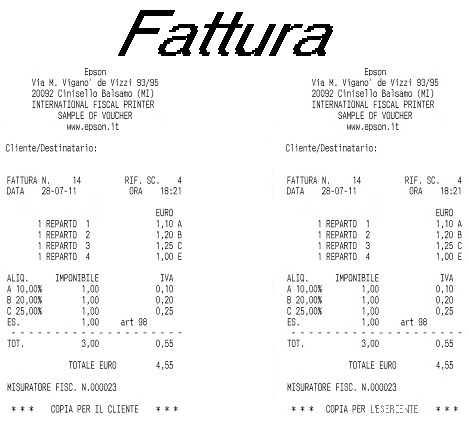 Fattura
Epson
Via M. Vigano' de Vizzi 93/95
20092 Cinisello Balsamo (MI)
INTERNATIONAL FISCAL PRINTER
SAMPLE OF VOUCHER
www.epson.it
Cliente/Destinatario:
FATTURA N. 14 RIF. SC. 4
DATA 28-07-11 ORA 18:21
EURO
1 REPARTO 1 1,10 A
1 REPARTO 2 1,20 B
1 REPARTO 3 1,25 C
1 REPARTO 4 1,00 E
ALIQ. IMPONIBILE IVA
A 10,00% 1,00 0,10
B 20,00% 1,00 0,20
C 25,00% 1,00 0,25
ES. 1,00 art 98
TOT. 3,00 0,55
TOTALE EURO 4,55
MISURATORE FISC. N.000023
* * * COPIA PER IL CLIENTE * * *
Epson
Via M. Vigano' de Vizzi 93/95
20092 Cinisello Balsamo (MI)
INTERNATIONAL FISCAL PRINTER
SAMPLE OF VOUCHER
www.epson.it
Cliente/Destinatario:
FATTURA N. 14 RIF. SC. 4
DATA 28-07-11 ORA 18:21
EURO
1 REPARTO 1 1,10 A
1 REPARTO 2 1,20 B
1 REPARTO 3 1,25 C
1 REPARTO 4 1,00 E
ALIQ. IMPONIBILE IVA
A 10,00% 1,00 0,10
B 20,00% 1,00 0,20
C 25,00% 1,00 0,25
ES. 1,00 art 98
TOT. 3,00 0,55
TOTALE EURO 4,55
MISURATORE FISC. N.000023
* * * COPIA PER L'ESERCENTE * * *